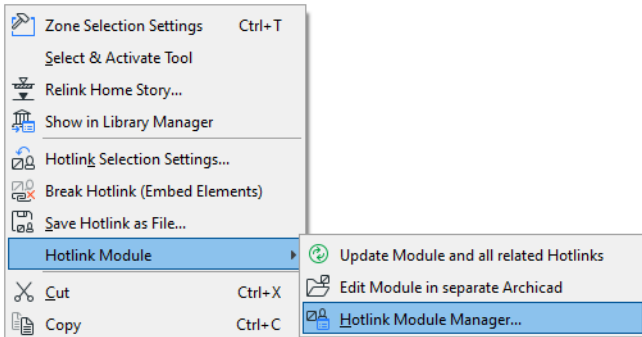 Zone Selection Settings Ctrl+T
Select & Activate Tool
Relink Home Story...
Show in Library Manager
Hotlink Selection Settings...
Break Hotlink (Embed Elements)
Save Hotlink as File...
Hotlink Module
Update Module and all related Hotlinks
Cut Ctrl+X
Edit Module in separate Archicad
Copy Ctrl+C
Hotlink Module Manager...